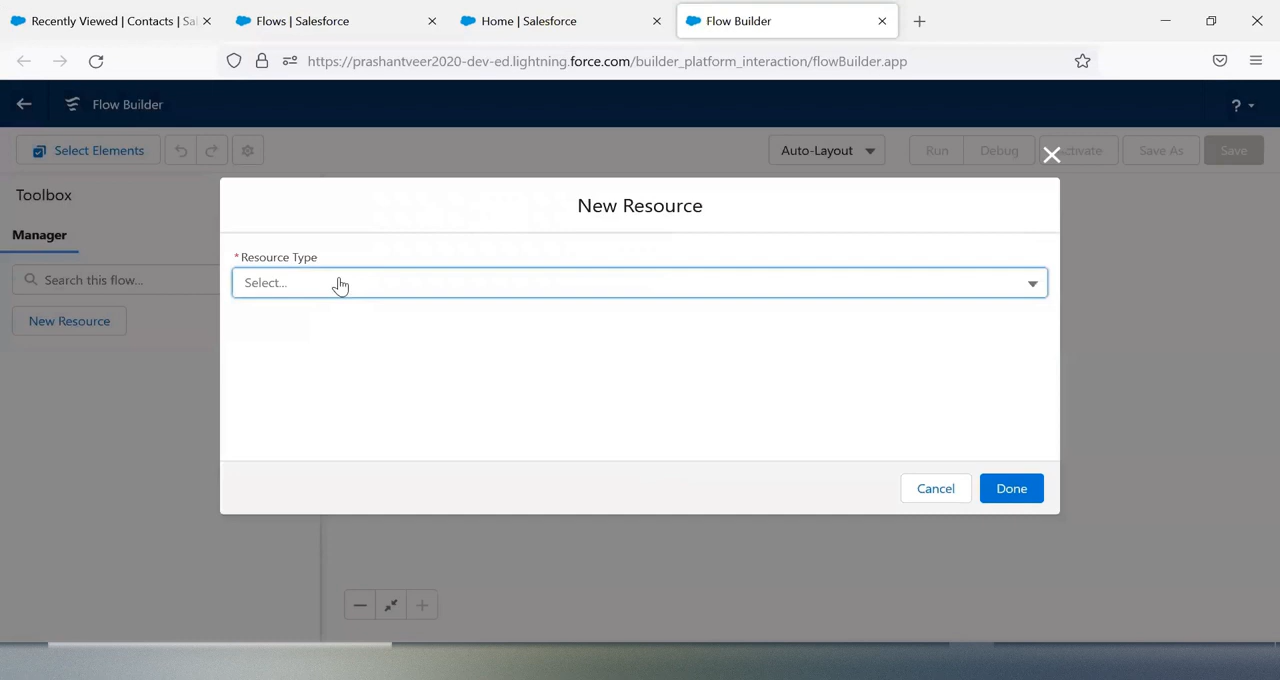 Recently Viewed | Contacts | Sal
Flows | Salesforce
Home | Salesforce
Flow Builder
https://prashantveer2020-dev-ed.lightning.force.com/builder_platform_interaction/flowBuilder.app
Flow Builder
?
Select Elements
Auto-Layout
Run
Debug
Activate
Save As
Save
Toolbox
New Resource
Manager
* Resource Type
Search this flow...
Select...
New Resource
Cancel
Done